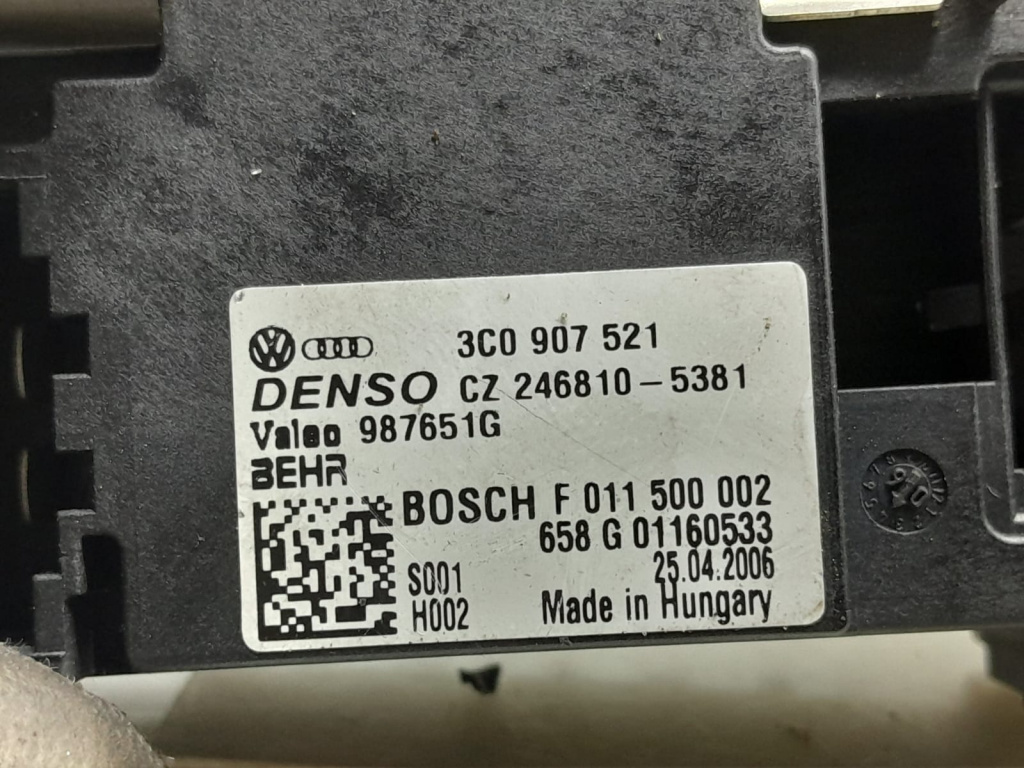 3C0 907 521
DENSO CZ 246810-5381
Valeo 987651G
BEHR
BOSCH F 011 500 002
658 G 01160533
S001 25.04.2006
H002 Made in Hungary